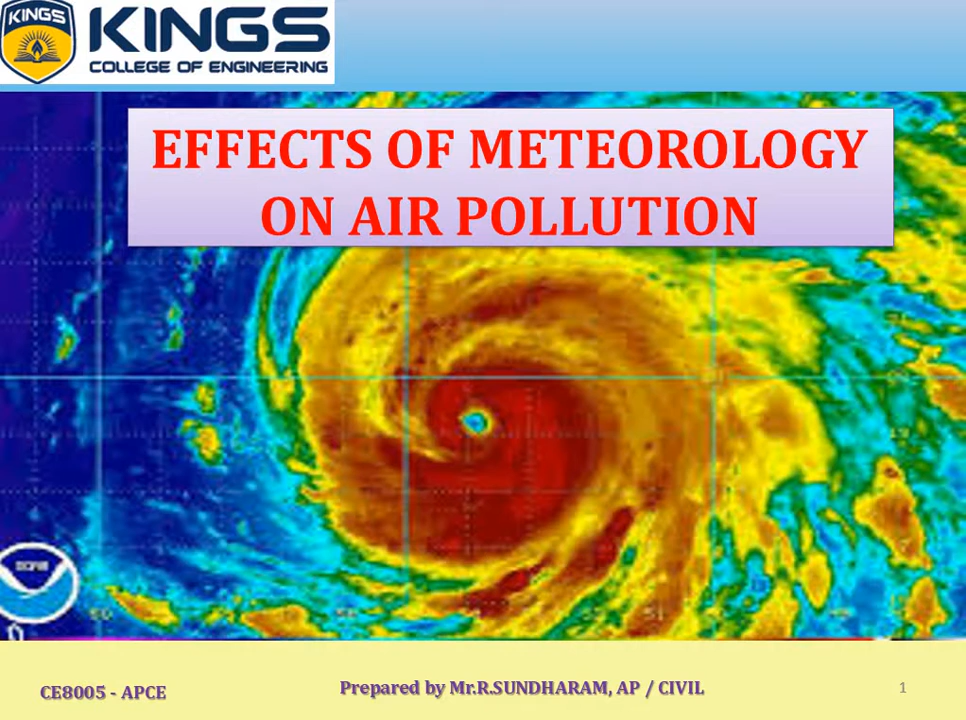 KINGS
KINGS
COLLEGE OF ENGINEERING
EFFECTS OF METEOROLOGY
ON AIR POLLUTION
CE8005 - APCE
Prepared by Mr.R.SUNDHARAM, AP / CIVIL
1